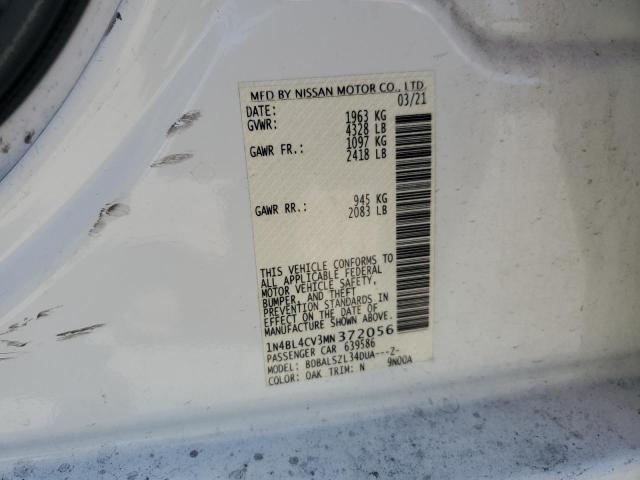 MFD BY NISSAN MOTOR CO., LTD
DATE: 03/21
GVWR: 1963 KG
4328 LB
GAWR FR.: 1097 KG
2418 LB
GAWR RR.: 945 KG
2083 LB
THIS VEHICLE CONFORMS TO
ALL APPLICABLE FEDERAL
MOTOR VEHICLE SAFETY,
BUMPER, AND THEFT
PREVENTION STANDARDS IN
EFFECT ON THE DATE OF
MANUFACTURE SHOWN ABOVE.
1N4BL4CV3MN372056
PASSENGER CAR 639586
MODEL: BDBALSZL34DUA---Z-
COLOR: QAK TRIM: N 9N00A